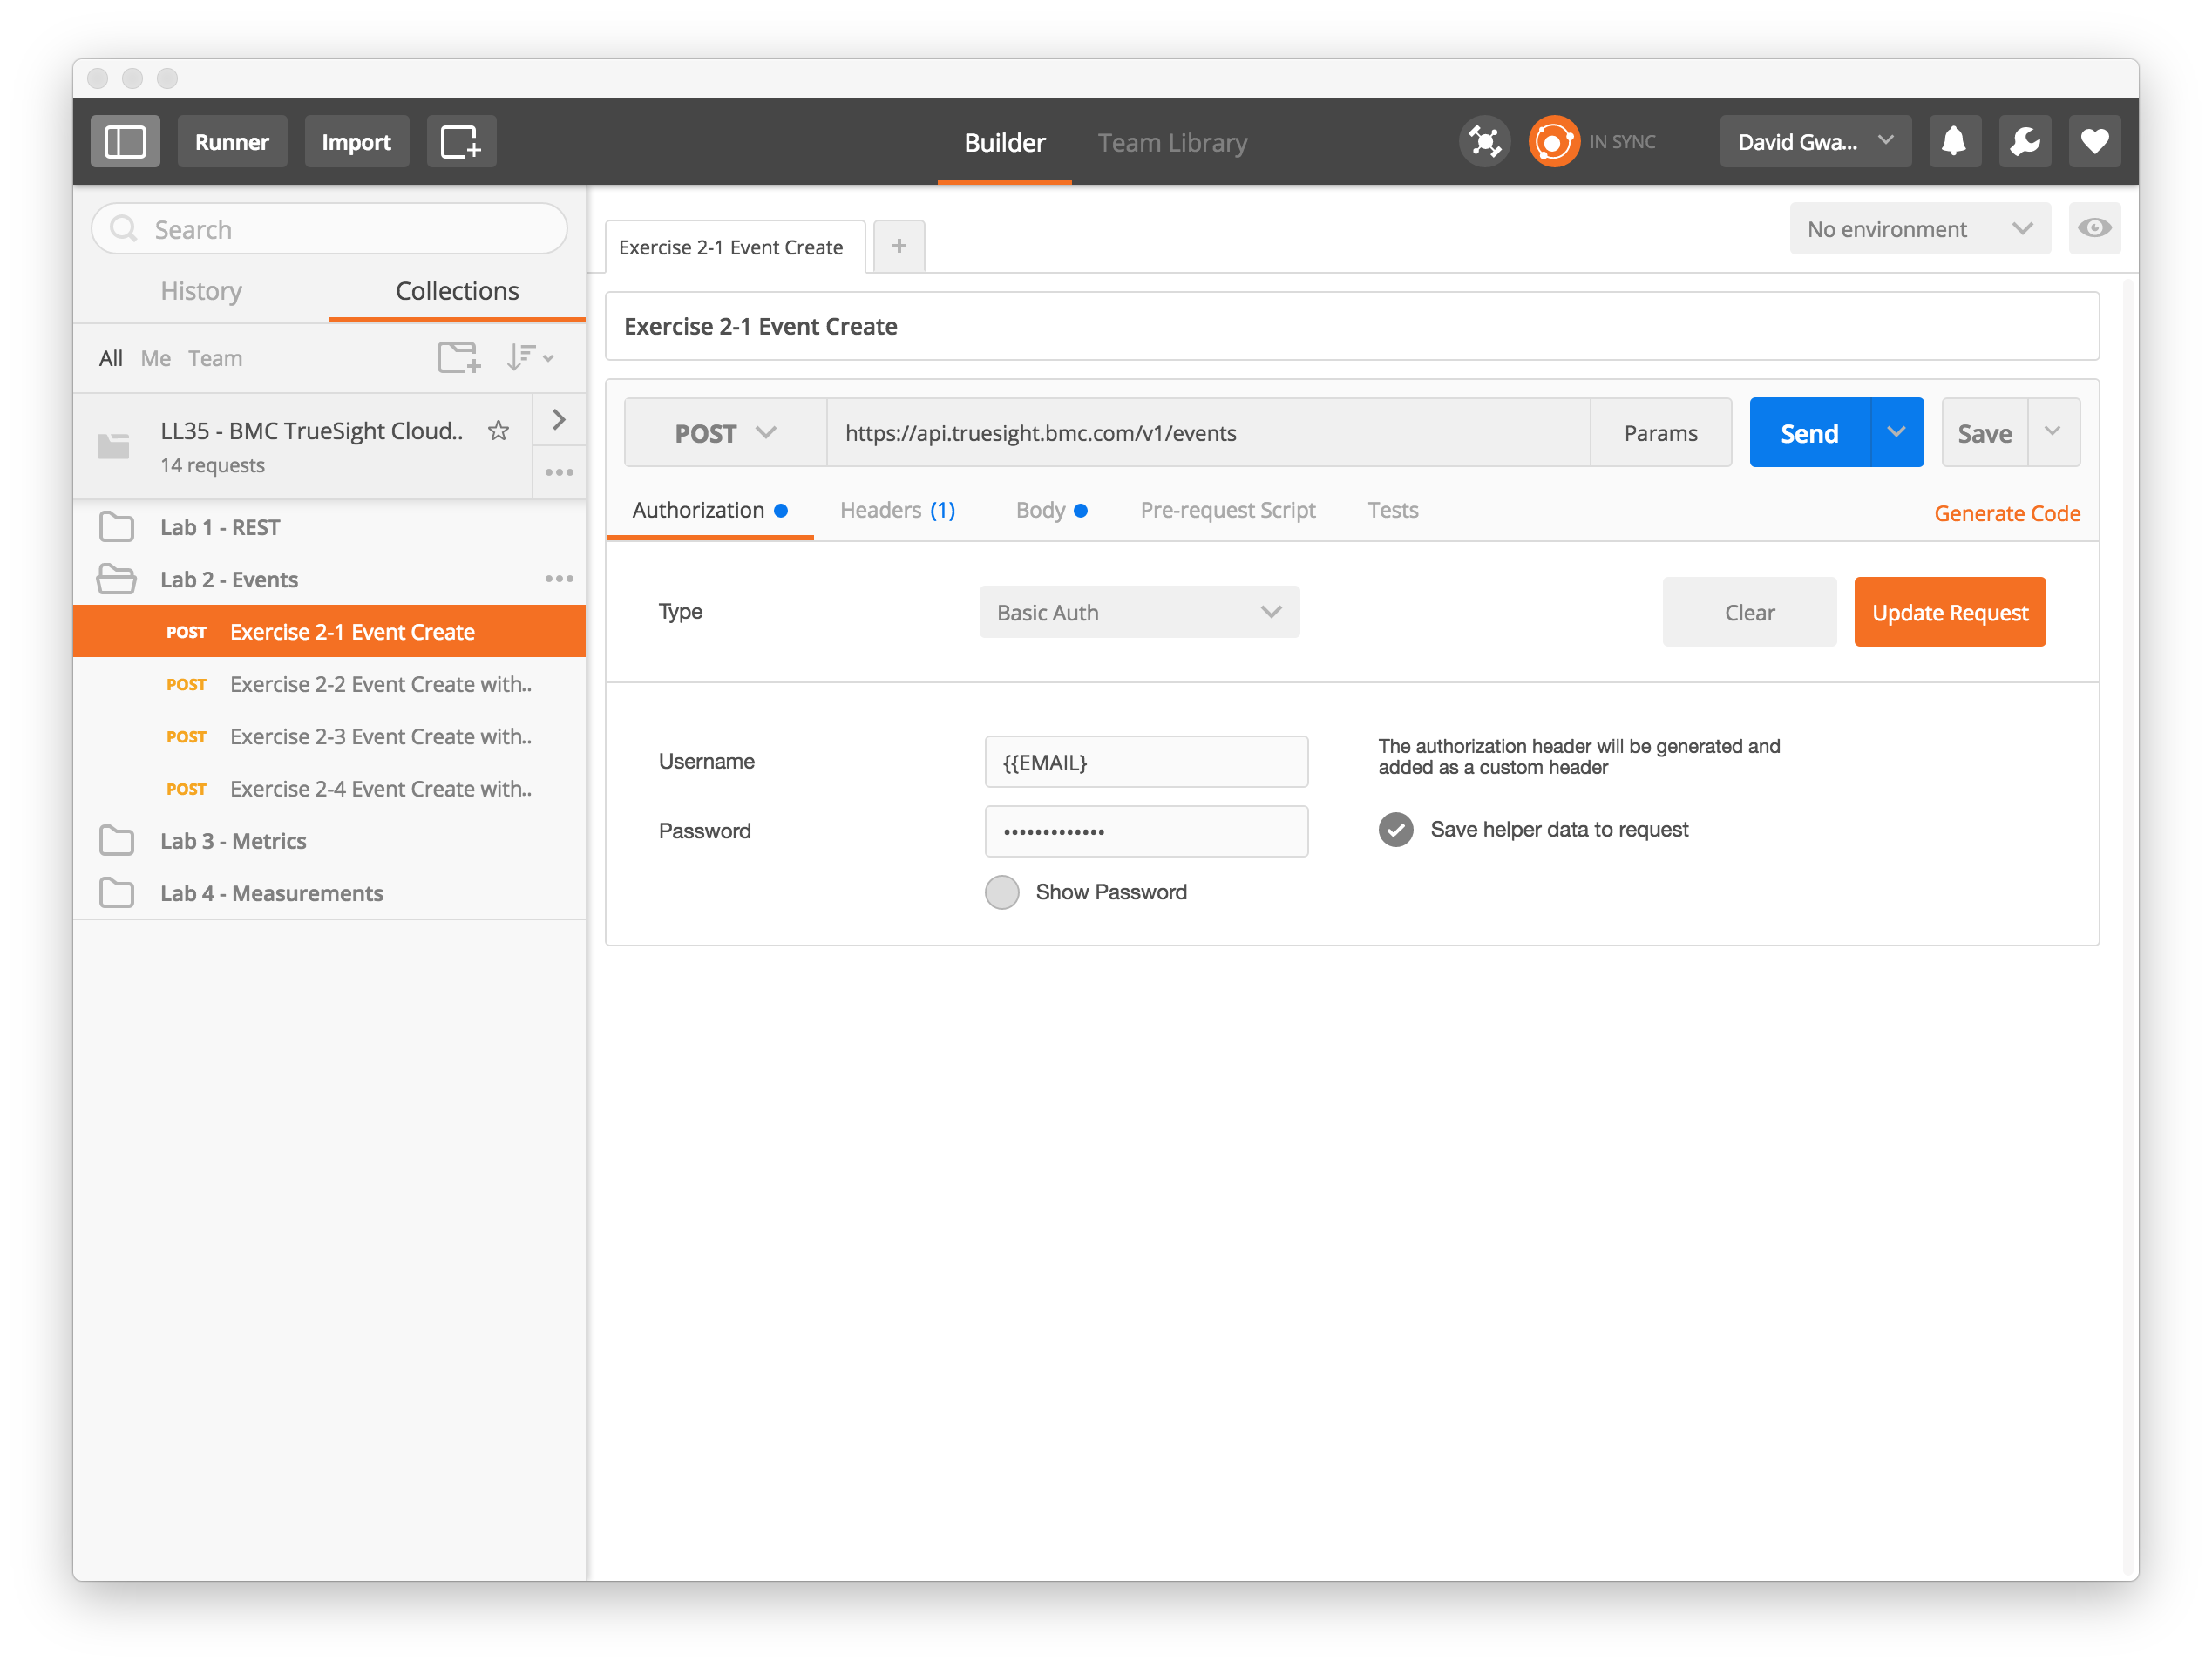 Runner
Import
Builder
Team Library
IN SYNC
David Gwa...
Search
History
Collections
All Me Team
LL35 - BMC TrueSight Cloud..
14 requests
Lab 1 - REST
Lab 2 - Events
POST Exercise 2-1 Event Create
POST Exercise 2-2 Event Create with..
POST Exercise 2-3 Event Create with..
POST Exercise 2-4 Event Create with..
Lab 3 - Metrics
Lab 4 - Measurements
Exercise 2-1 Event Create
+
No environment
Exercise 2-1 Event Create
POST
https://api.truesight.bmc.com/v1/events
Params
Send
Save
Authorization
Headers (1)
Body
Pre-request Script
Tests
Generate Code
Type
Basic Auth
Clear
Update Request
Username
{{EMAIL}
The authorization header will be generated and
added as a custom header
Password
•••••••••••••
Save helper data to request
Show Password